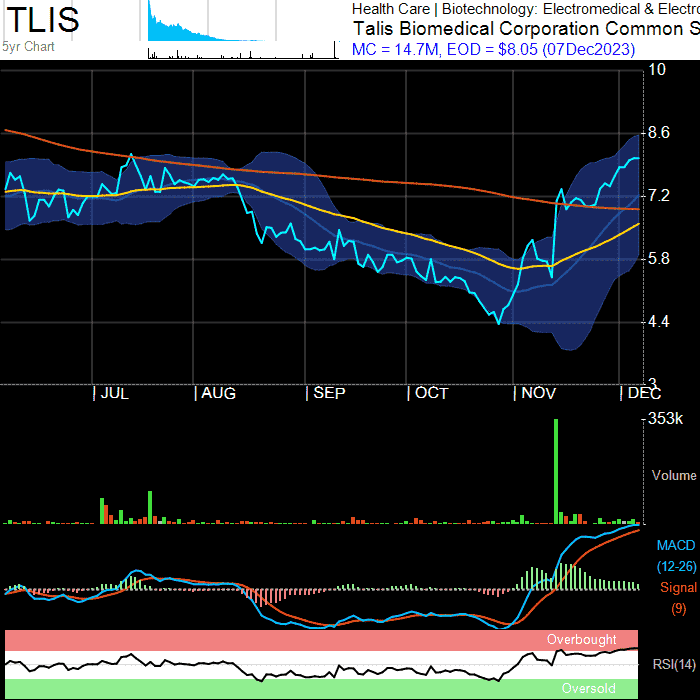 TLIS
5yr Chart
Health Care | Biotechnology: Electromedical & Electro
Talis Biomedical Corporation Common S
MC = 14.7M, EOD = $8.05 (07Dec2023)
10
8.6
7.2
5.8
4.4
3
JUL AUG SEP OCT NOV DEC
353k
Volume
MACD
(12-26)
Signal
(9)
Overbought
RSI(14)
Oversold